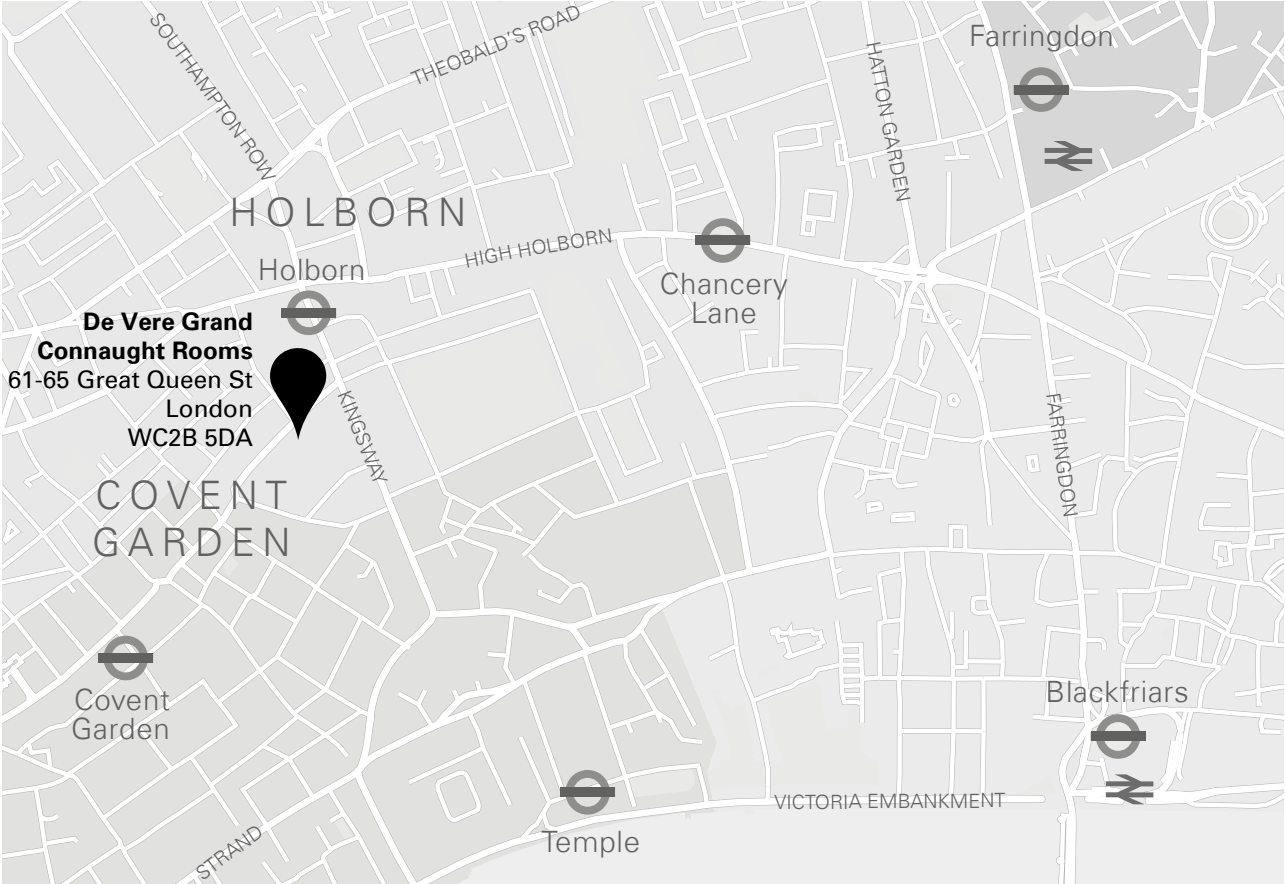 SOUTHAMPTON ROW
THEOBALD'S ROAD
HATTON GARDEN
Farringdon
HOLBORN
HIGH HOLBORN
Holborn
Chancery
Lane
De Vere Grand
Connaught Rooms
61-65 Great Queen St
London
WC2B 5DA
KINGSWAY
FARRINGDON
COVENT
GARDEN
Covent
Garden
Blackfriars
VICTORIA EMBANKMENT
Temple
STRAND